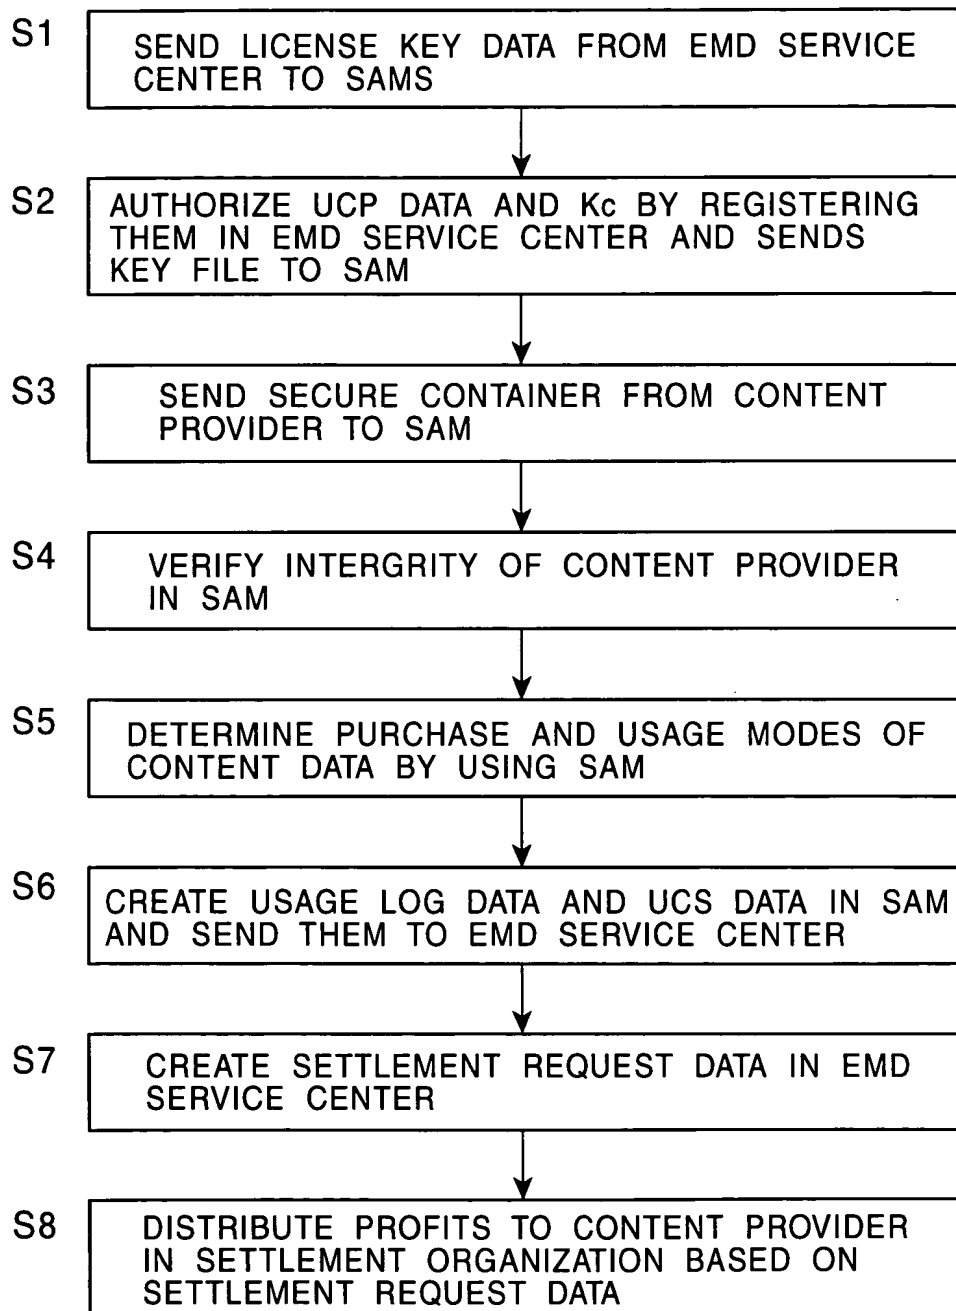 S1
SEND LICENSE KEY DATA FROM EMD SERVICE
CENTER TO SAMS
S2
AUTHORIZE UCP DATA AND Kc BY REGISTERING
THEM IN EMD SERVICE CENTER AND SENDS
KEY FILE TO SAM
S3
SEND SECURE CONTAINER FROM CONTENT
PROVIDER TO SAM
S4
VERIFY INTERGRITY OF CONTENT PROVIDER
IN SAM
S5
DETERMINE PURCHASE AND USAGE MODES OF
CONTENT DATA BY USING SAM
S6
CREATE USAGE LOG DATA AND UCS DATA IN SAM
AND SEND THEM TO EMD SERVICE CENTER
S7
CREATE SETTLEMENT REQUEST DATA IN EMD
SERVICE CENTER
S8
DISTRIBUTE PROFITS TO CONTENT PROVIDER
IN SETTLEMENT ORGANIZATION BASED ON
SETTLEMENT REQUEST DATA